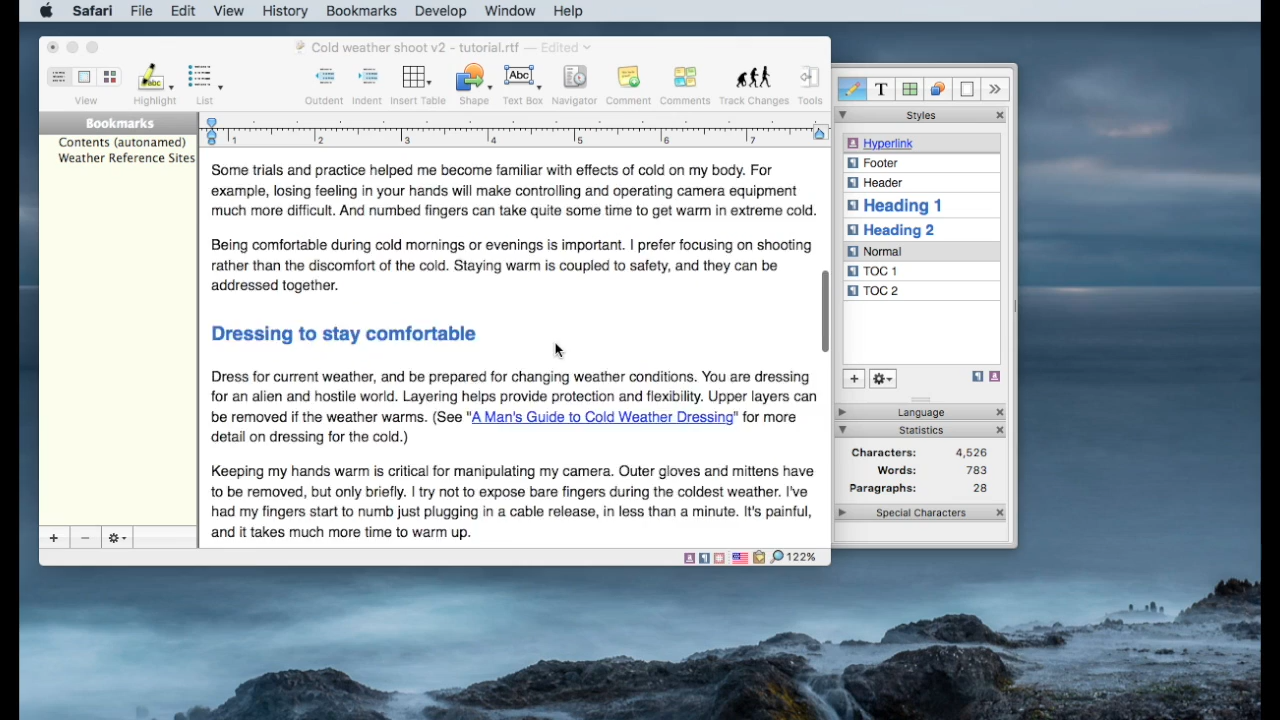 Safari File Edit View History Bookmarks Develop Window Help
Cold weather shoot v2 - tutorial.rtf — Edited
abc Abc
View Highlight List Outdent Indent Insert Table Shape Text Box Navigator Comment Comments Track Changes Tools
Bookmarks
Contents (autonamed)
Weather Reference Sites
1 2 3 4 5 6 7
Some trials and practice helped me become familiar with effects of cold on my body. For
example, losing feeling in your hands will make controlling and operating camera equipment
much more difficult. And numbed fingers can take quite some time to get warm in extreme cold.
Being comfortable during cold mornings or evenings is important. I prefer focusing on shooting
rather than the discomfort of the cold. Staying warm is coupled to safety, and they can be
addressed together.
Dressing to stay comfortable
Dress for current weather, and be prepared for changing weather conditions. You are dressing
for an alien and hostile world. Layering helps provide protection and flexibility. Upper layers can
be removed if the weather warms. (See "A Man's Guide to Cold Weather Dressing" for more
detail on dressing for the cold.)
Keeping my hands warm is critical for manipulating my camera. Outer gloves and mittens have
to be removed, but only briefly. I try not to expose bare fingers during the coldest weather. I've
had my fingers start to numb just plugging in a cable release, in less than a minute. It's painful,
and it takes much more time to warm up.
122%
T
Styles
Hyperlink
Footer
Header
Heading 1
Heading 2
Normal
TOC 1
TOC 2
Language
Statistics
Characters: 4,526
Words: 783
Paragraphs: 28
Special Characters